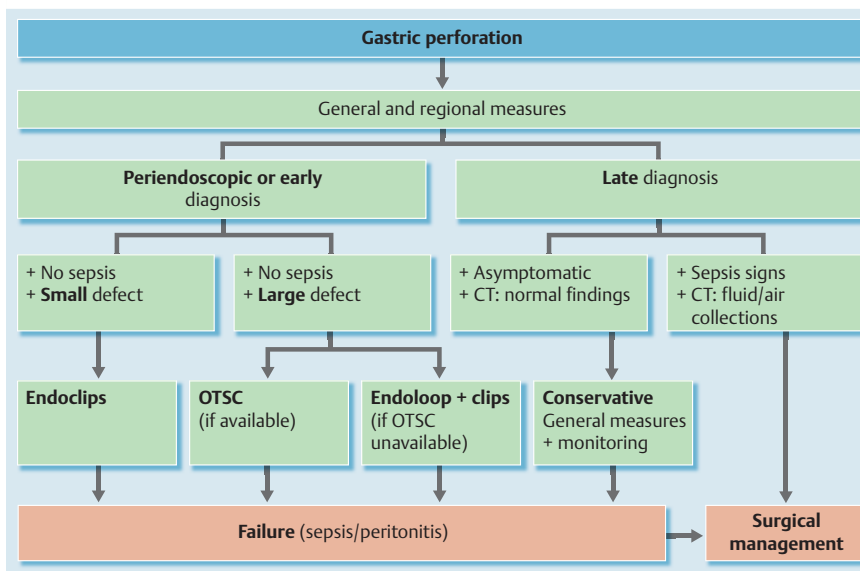 Gastric perforation
General and regional measures
Periendoscopic or early
diagnosis
Late diagnosis
+ No sepsis
+ Small defect
+ No sepsis
+ Large defect
+ Asymptomatic
+ CT: normal findings
+ Sepsis signs
+ CT: fluid/air
collections
Endoclips
OTSC
(if available)
Endoloop + clips
(if OTSC
unavailable)
Conservative
General measures
+ monitoring
Failure (sepsis/peritonitis)
Surgical
management